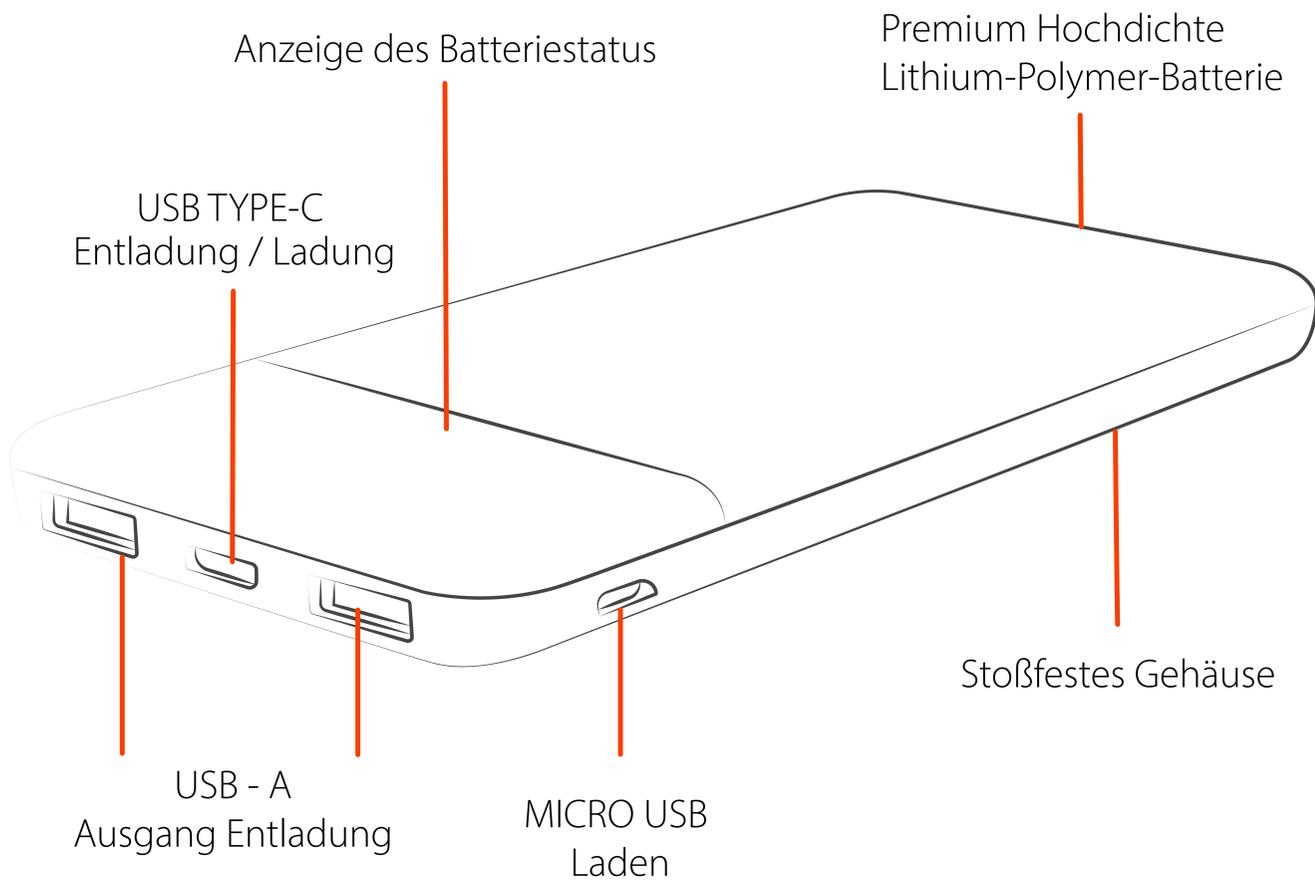 Anzeige des Batteriestatus
Premium Hochdichte
Lithium-Polymer-Batterie
USB TYPE-C
Entladung / Ladung
Stoßfestes Gehäuse
USB - A
Ausgang Entladung
MICRO USB
Laden